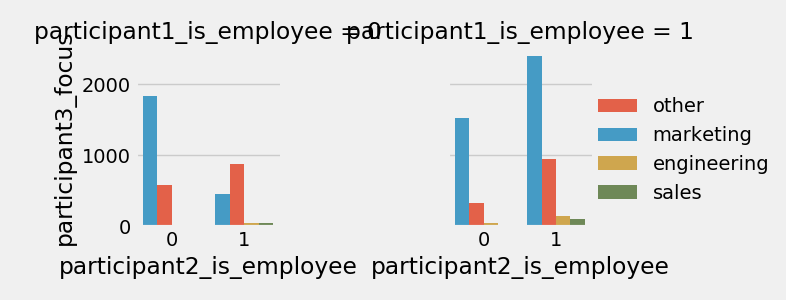 participant1_is_employee = 0
participant1_is_employee = 1
participant3_focus
2000
1000
0
0
1
0
1
participant2_is_employee
participant2_is_employee
other
marketing
engineering
sales